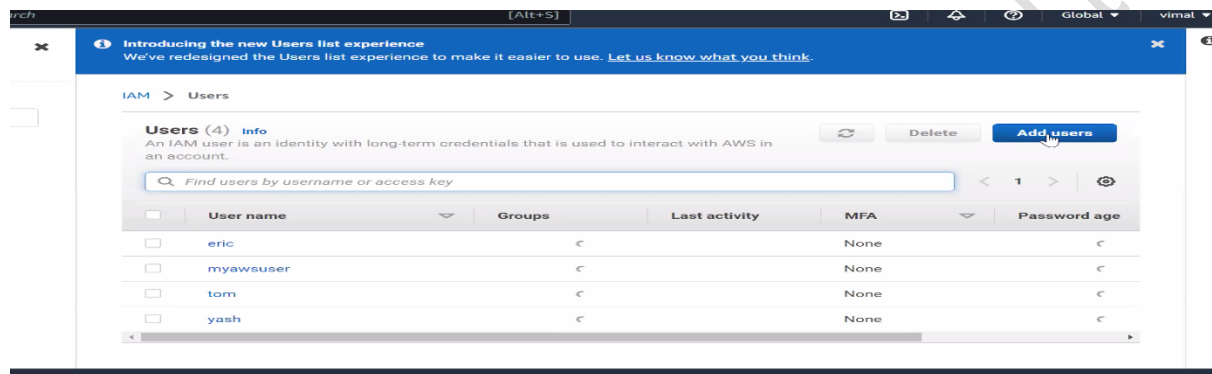 [Alt+S] Global vimal
Introducing the new Users list experience
We've redesigned the Users list experience to make it easier to use. Let us know what you think.
IAM > Users
Users (4) Info
An IAM user is an identity with long-term credentials that is used to interact with AWS in
an account.
Delete
Add users
Find users by username or access key
1
User name Groups Last activity MFA Password age
eric None
myawsuser None
tom None
yash None